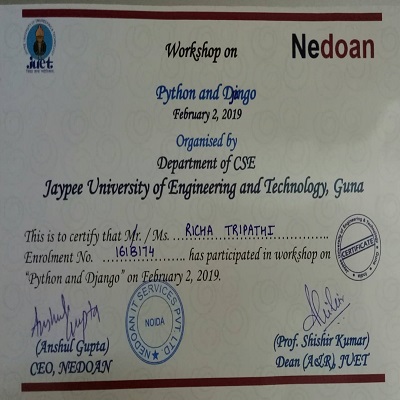 JUET
Nedoan
Workshop on
Python and Django
February 2, 2019
Organised by
Department of CSE
Jaypee University of Engineering and Technology, Guna
This is to certify that Mr. / Ms. RICHA TRIPATHI
Enrolment No. 161B174 has participated in workshop on
"Python and Django" on February 2, 2019.
CERTIFICATE
NEDOAN IT SERVICES PVT. LTD
NOIDA
Anshul Gupta
(Anshul Gupta)
CEO, NEDOAN
(Prof. Shishir Kumar)
Dean (A&R), JUET